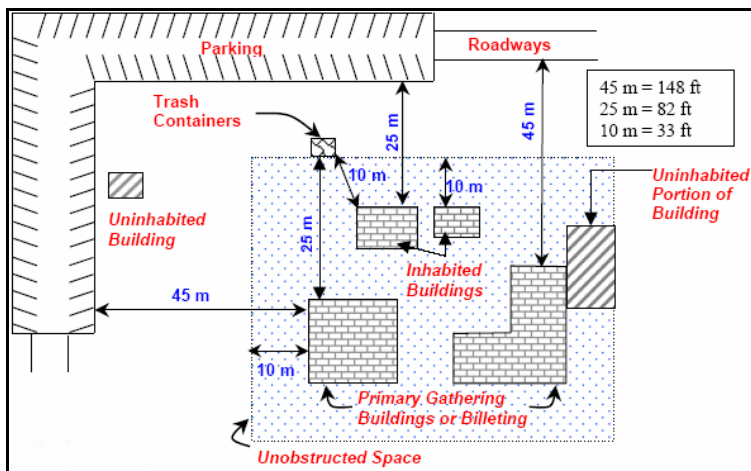 Parking
Roadways
45 m = 148 ft
25 m = 82 ft
10 m = 33 ft
Trash
Containers
25 m
45 m
10 m
10 m
Uninhabited
Portion of
Building
Uninhabited
Building
25 m
Inhabited
Buildings
45 m
10 m
Primary Gathering
Buildings or Billeting
Unobstructed Space